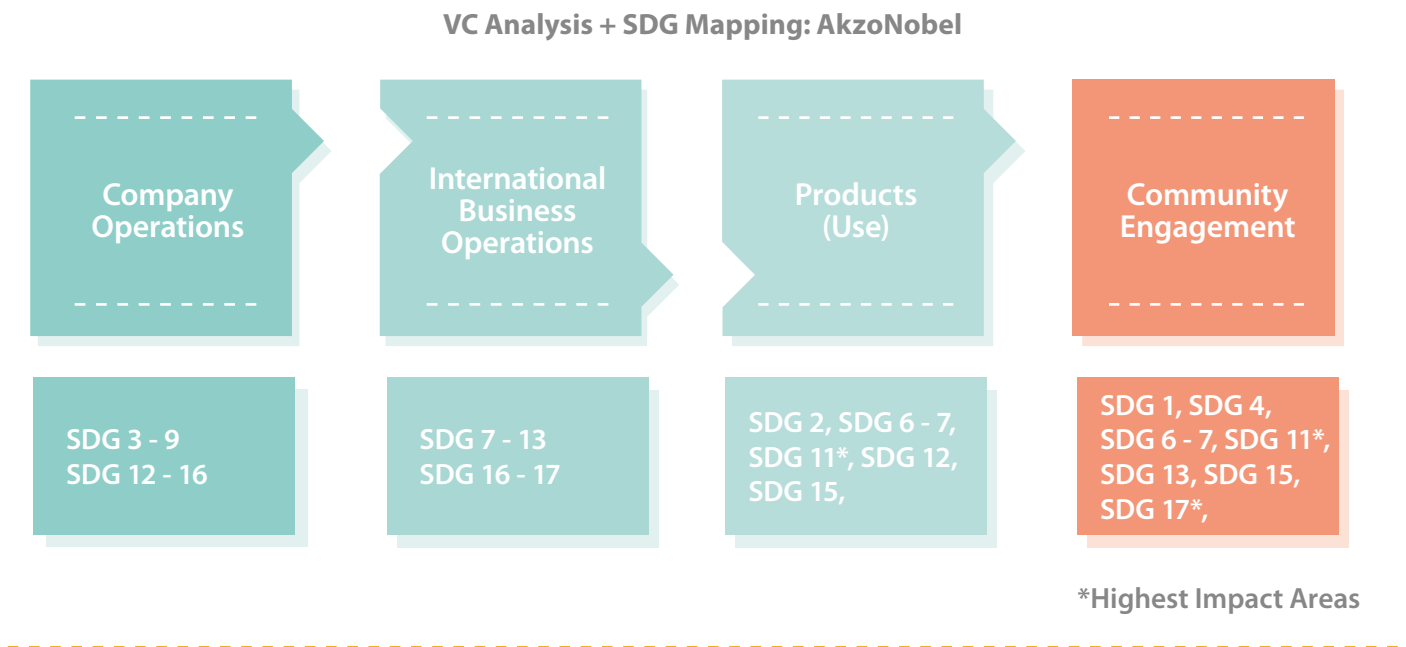 VC Analysis + SDG Mapping: AkzoNobel
Company
Operations
International
Business
Operations
Products
(Use)
Community
Engagement
SDG 3 - 9
SDG 12 - 16
SDG 7 - 13
SDG 16 - 17
SDG 2, SDG 6 - 7,
SDG 11*, SDG 12,
SDG 15,
SDG 1, SDG 4,
SDG 6 - 7, SDG 11*,
SDG 13, SDG 15,
SDG 17*,
*Highest Impact Areas